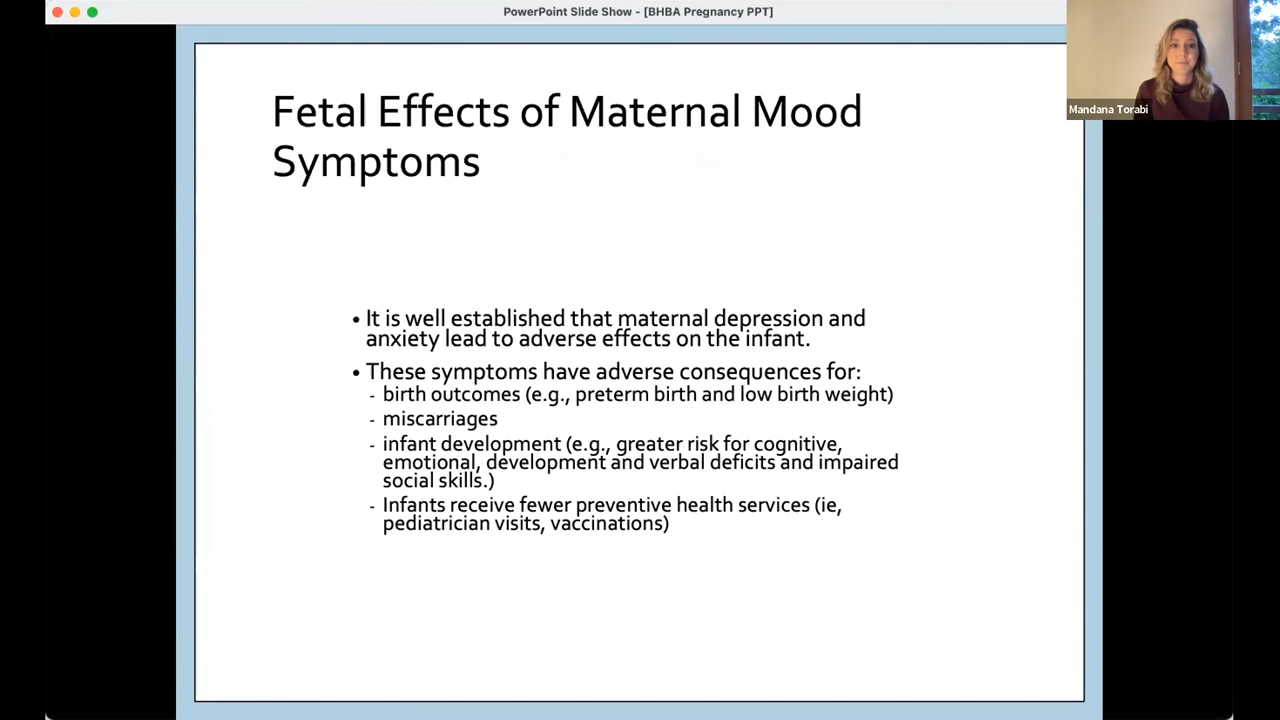 PowerPoint Slide Show - [BHBA Pregnancy PPT]
Mandana Torabi
Fetal Effects of Maternal Mood
Symptoms
• It is well established that maternal depression and
anxiety lead to adverse effects on the infant.
• These symptoms have adverse consequences for:
- birth outcomes (e.g., preterm birth and low birth weight)
- miscarriages
- infant development (e.g., greater risk for cognitive,
emotional, development and verbal deficits and impaired
social skills.)
- Infants receive fewer preventive health services (ie,
pediatrician visits, vaccinations)